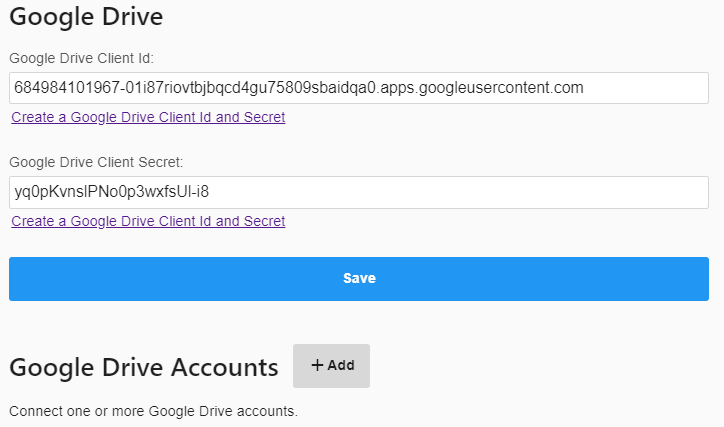 Google Drive
Google Drive Client Id:
684984101967-01i87riovtbjbqcd4gu75809sbaidqa0.apps.googleusercontent.com
Create a Google Drive Client Id and Secret
Google Drive Client Secret:
yq0pKvnslPNo0p3wxfsUl-i8
Create a Google Drive Client Id and Secret
Save
Google Drive Accounts
+ Add
Connect one or more Google Drive accounts.